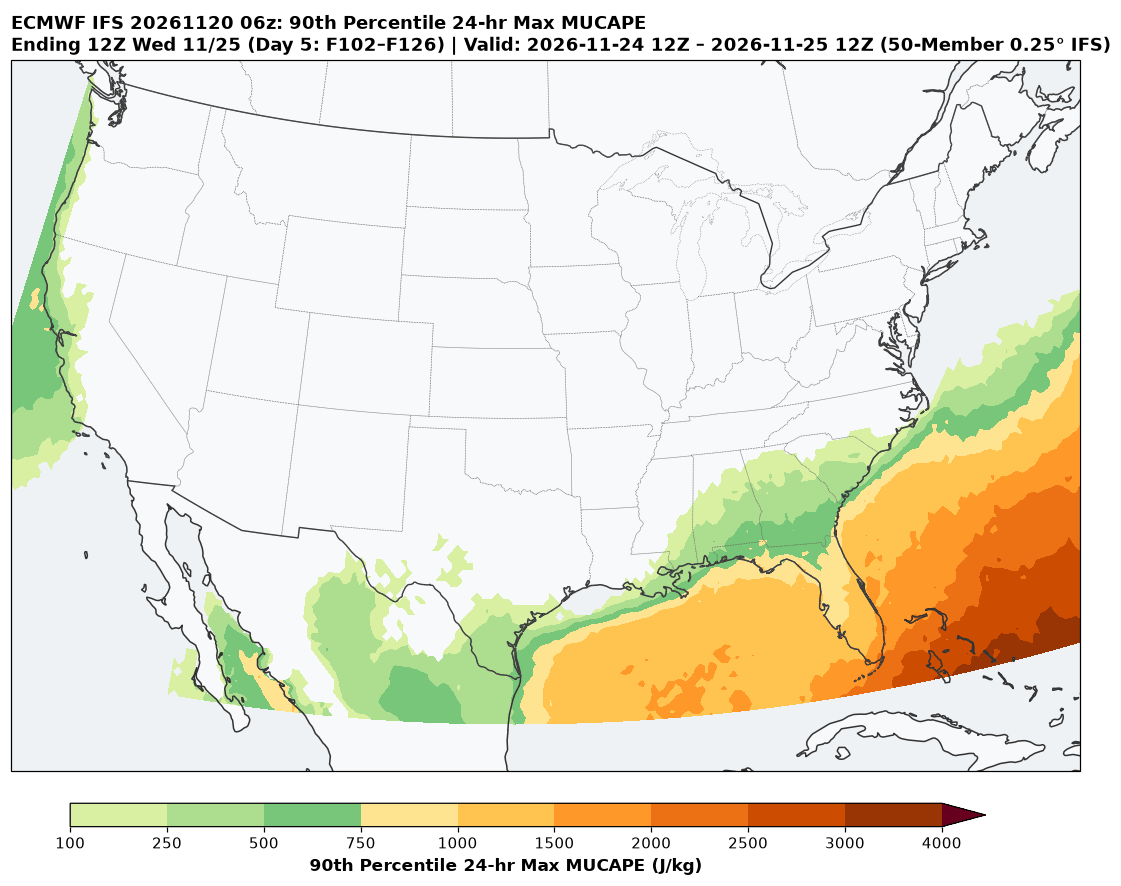 ECMWF IFS 20261120 06z: 90th Percentile 24-hr Max MUCAPE
Ending 12Z Wed 11/25 (Day 5: F102–F126) | Valid: 2026-11-24 12Z – 2026-11-25 12Z (50-Member 0.25° IFS)
100 250 500 750 1000 1500 2000 2500 3000 4000
90th Percentile 24-hr Max MUCAPE (J/kg)